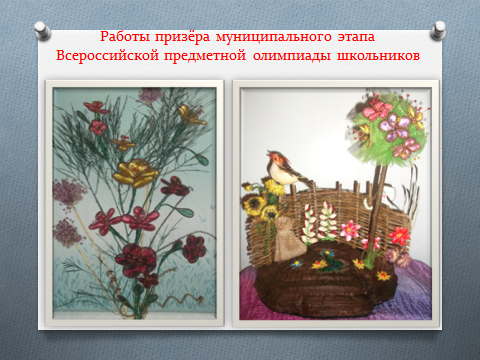 Работы призёра муниципального этапа
Всероссийской предметной олимпиады школьников